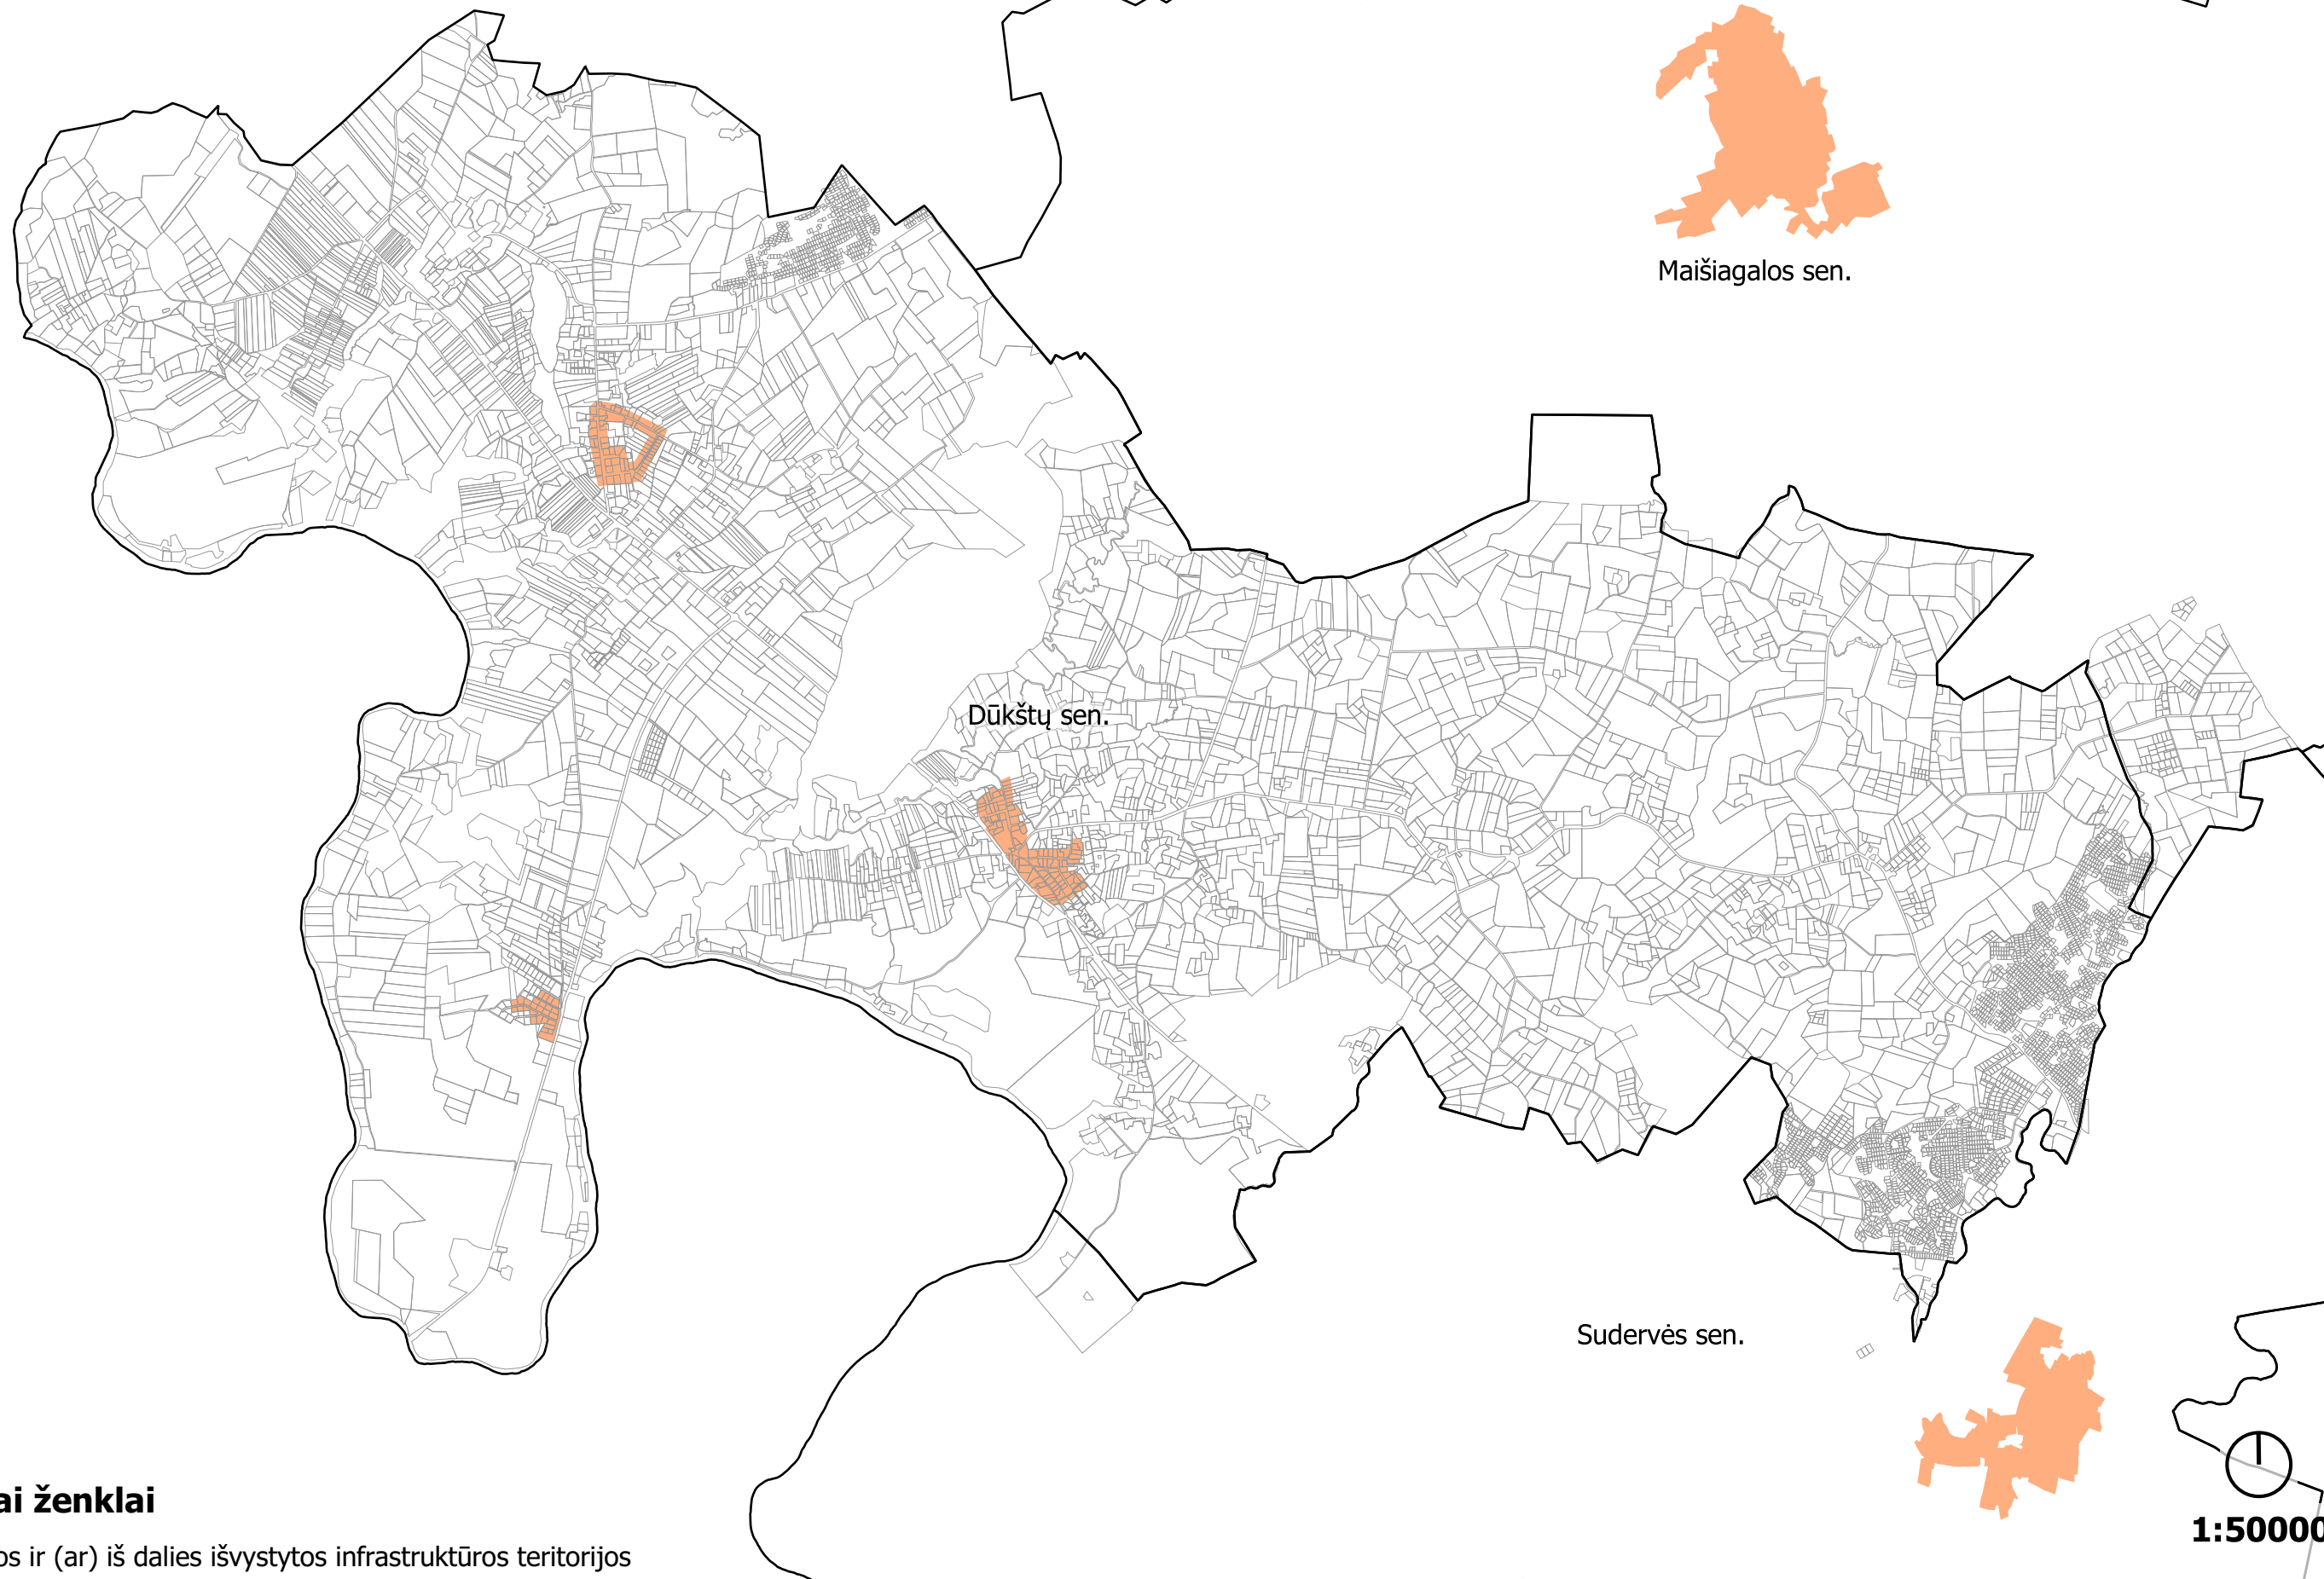 Maišiagalos sen.
Dūkštų sen.
Sudervės sen.
ai ženklai
os ir (ar) iš dalies išvystytos infrastruktūros teritorijos
1:50000